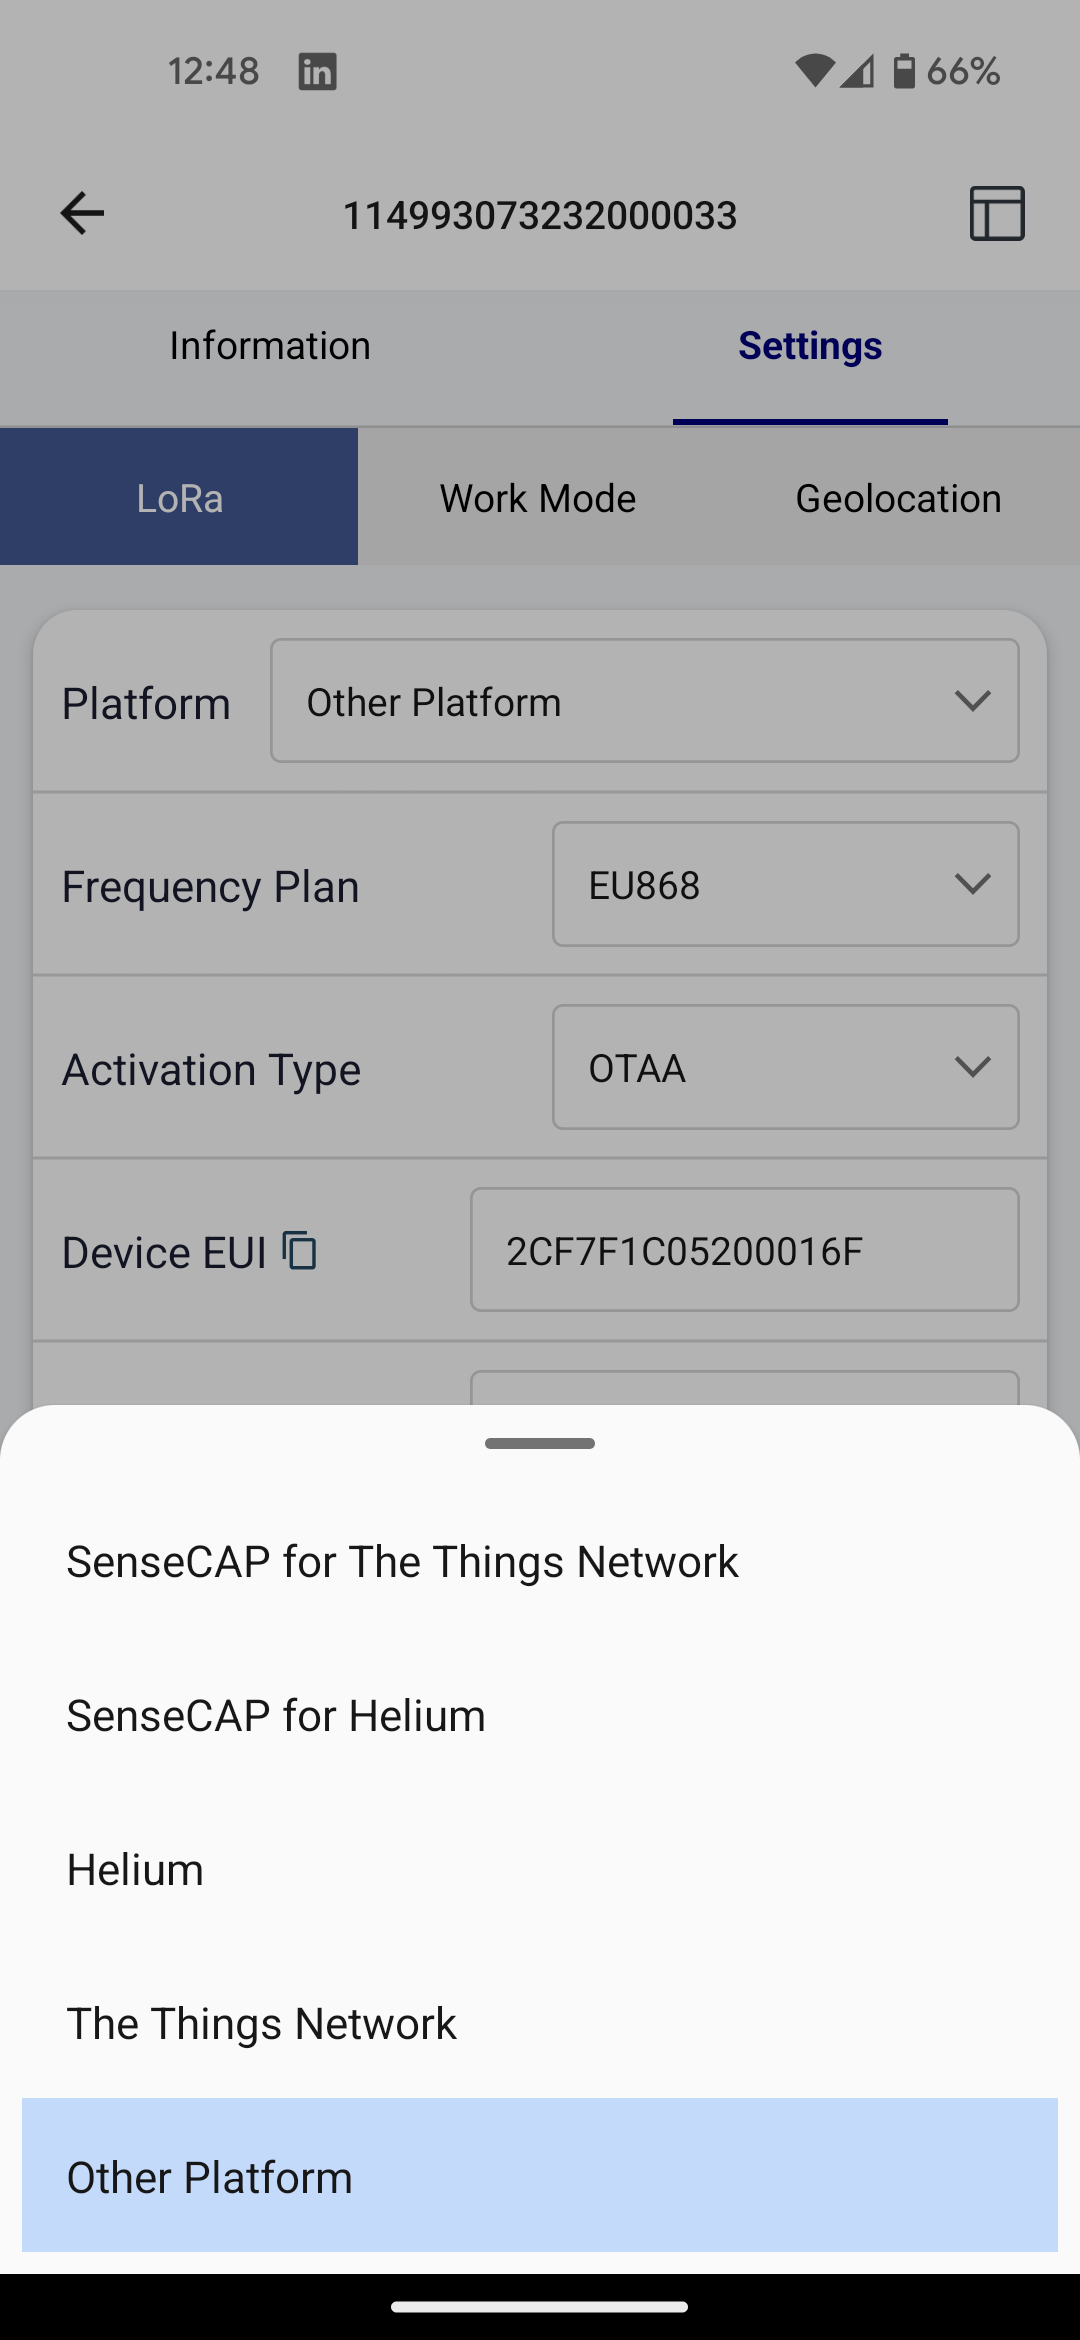 12:48 in 66%
114993073232000033
Information Settings
LoRa Work Mode Geolocation
Platform Other Platform
Frequency Plan EU868
Activation Type OTAA
Device EUI 2CF7F1C05200016F
SenseCAP for The Things Network
SenseCAP for Helium
Helium
The Things Network
Other Platform